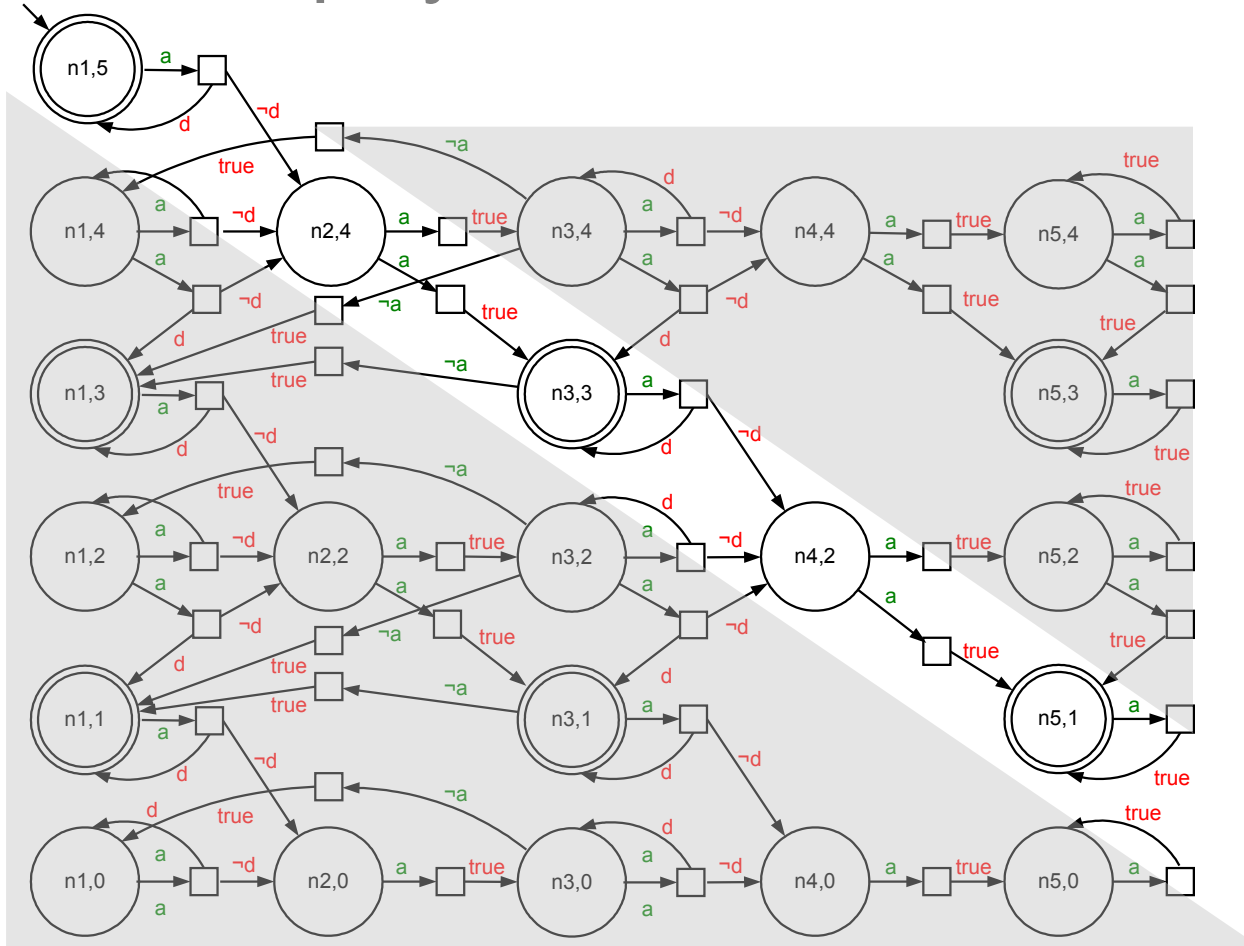 a
n1,5
¬d
d
¬a
true
true
d
a a a a
n1,4 ¬d n2,4 a true n3,4 ¬d n4,4 a true n5,4
a a a a a
¬d ¬a ¬d true
true
true true
d d
¬a
n1,3 a n3,3 a n5,3 a
¬d ¬d
d d true
¬a
true true
d
a a a
n1,2 ¬d n2,2 a true n3,2 ¬d n4,2 a true n5,2
a a a a a
¬d true ¬a ¬d true true
d true d
¬a
n1,1 a true n3,1 a n5,1 a
¬d ¬d
d d true
¬a
d true d true
a a
n1,0 ¬d n2,0 a true n3,0 ¬d n4,0 a true n5,0 a
a a